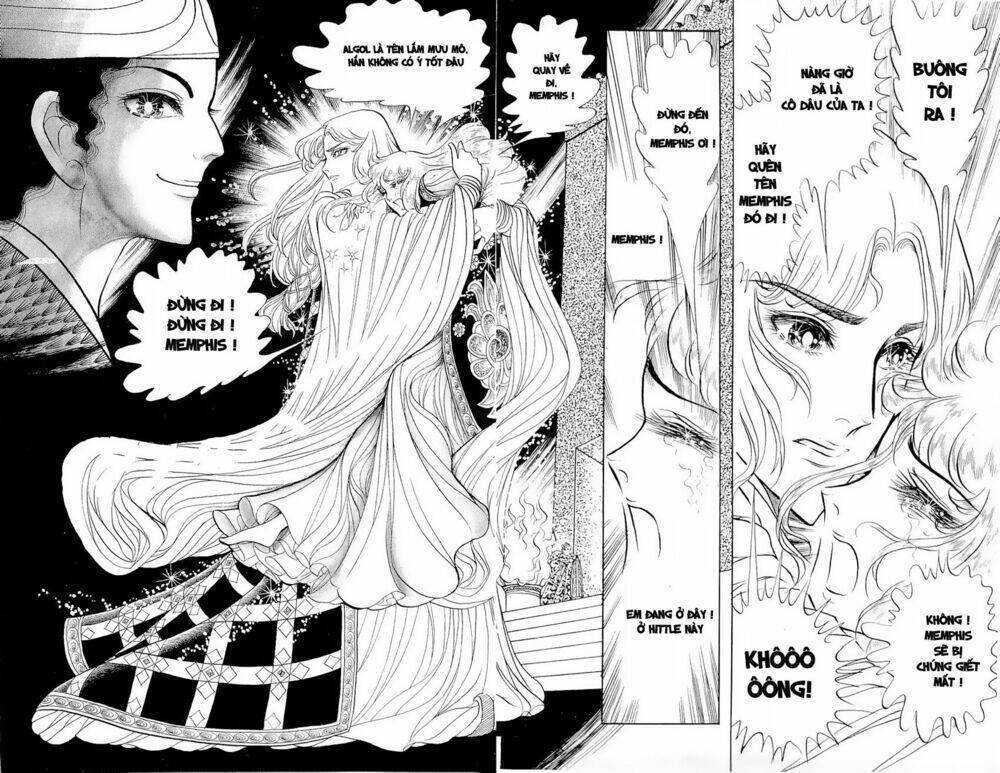 BUÔNG
TÔI
RA !
NÀNG GIỜ
ĐÃ LÀ
CÔ DÂU CỦA TA !
HÃY
QUÊN
TÊN
MEMPHIS
ĐÓ ĐI !
KHÔNG !
MEMPHIS
SẼ BỊ
CHÚNG GIẾT
MẤT !
KHÔÔÔ
ÔÔNG!
ĐỪNG ĐẾN
ĐÓ,
MEMPHIS ƠI !
MEMPHIS !
EM ĐANG Ở ĐÂY !
Ở HITTLE NÀY
HÃY
QUAY VỀ
ĐI,
MEMPHIS !
ALGOL LÀ TÊN LẮM MƯU MÔ,
HẮN KHÔNG CÓ Ý TỐT ĐÂU
ĐỪNG ĐI !
ĐỪNG ĐI !
MEMPHIS !